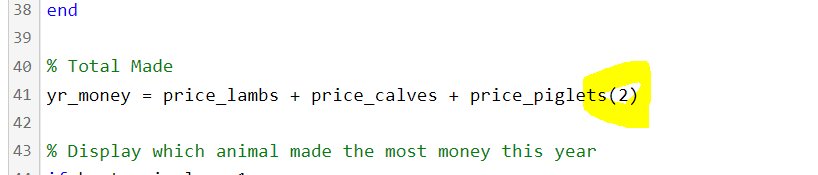 38 end
39
40 % Total Made
41 yr_money = price_lambs + price_calves + price_piglets(2)
42
43 % Display which animal made the most money this year